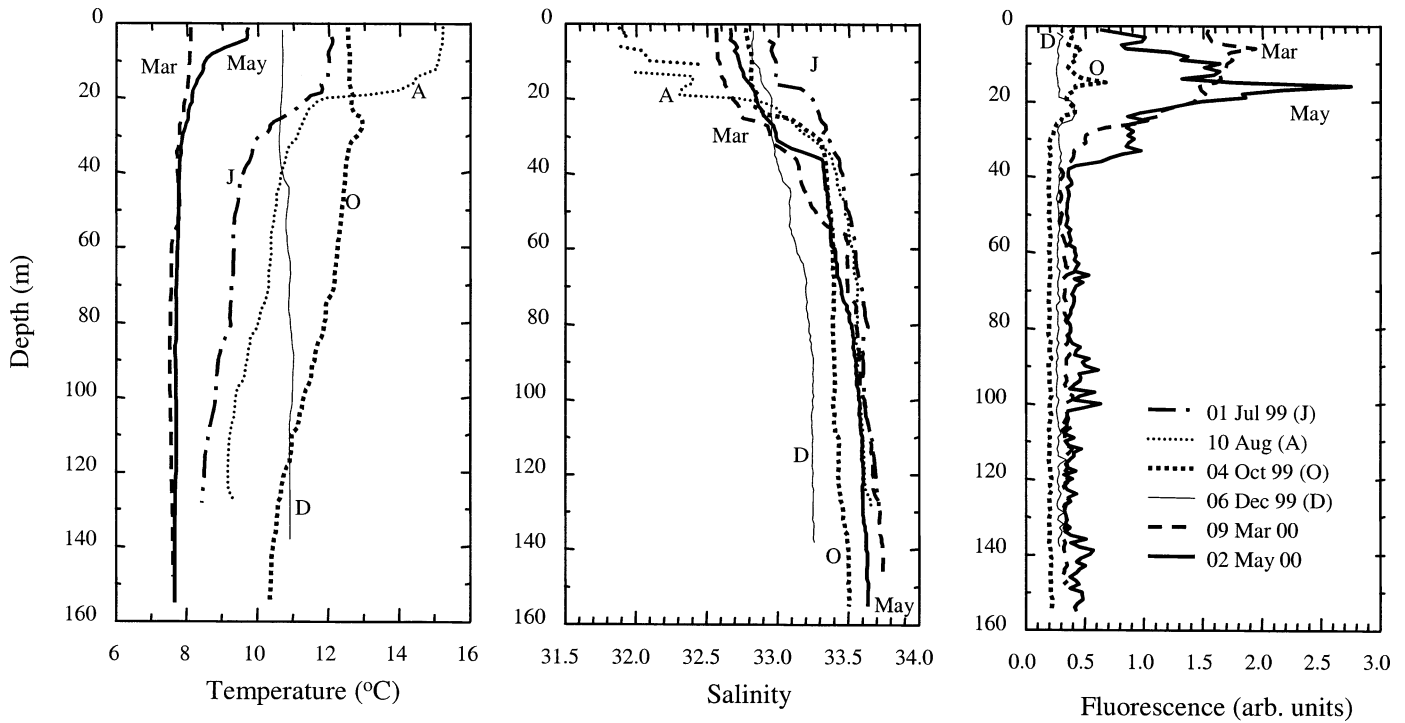 Depth (m)
0
20
40
60
80
100
120
140
160
6 8 10 12 14 16
Temperature (°C)
Mar
May
A
J
O
D
0
20
40
60
80
100
120
140
160
31.5 32.0 32.5 33.0 33.5 34.0
Salinity
J
A
Mar
D
O
May
0
20
40
60
80
100
120
140
160
0.0 0.5 1.0 1.5 2.0 2.5 3.0
Fluorescence (arb. units)
D
Mar
O
May
01 Jul 99 (J)
10 Aug (A)
04 Oct 99 (O)
06 Dec 99 (D)
09 Mar 00
02 May 00